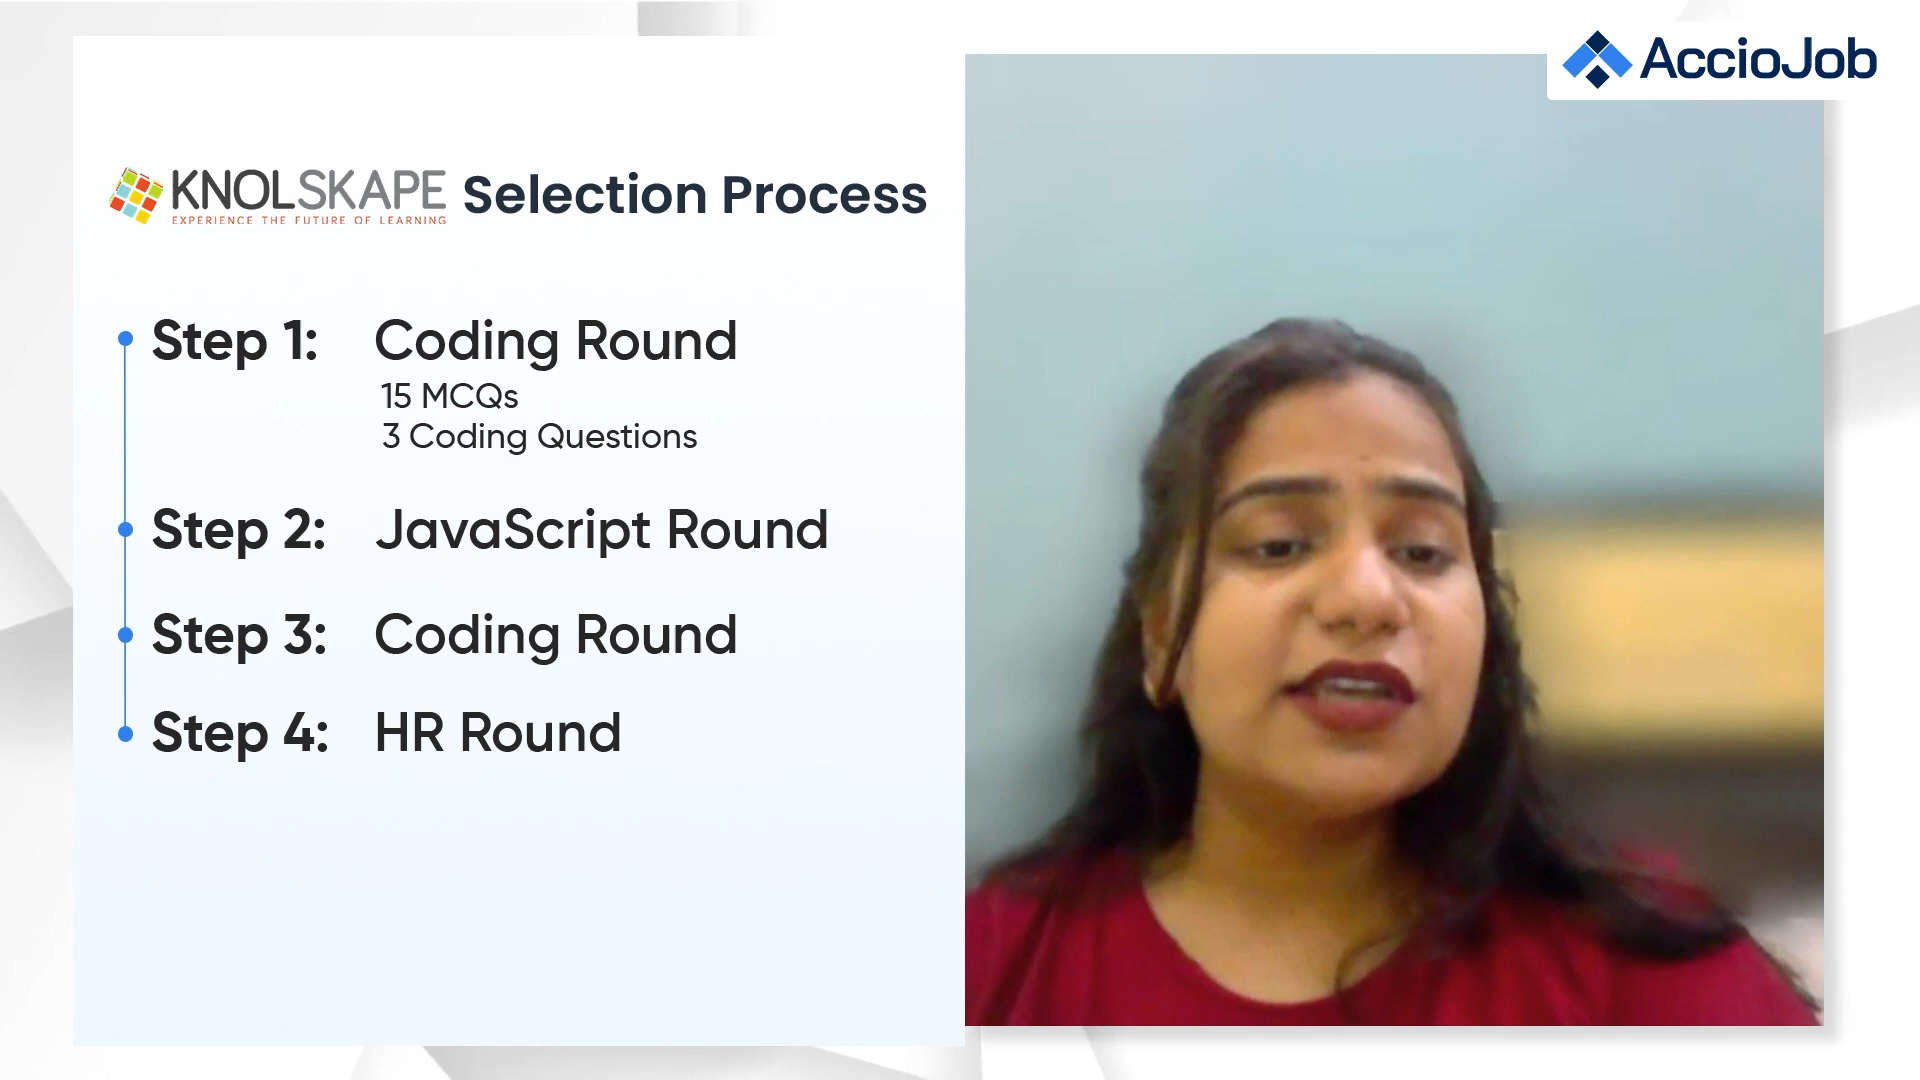 AccioJob
KNOLSKAPE Selection Process
EXPERIENCE THE FUTURE OF LEARNING
Step 1: Coding Round
15 MCQs
3 Coding Questions
Step 2: JavaScript Round
Step 3: Coding Round
Step 4: HR Round